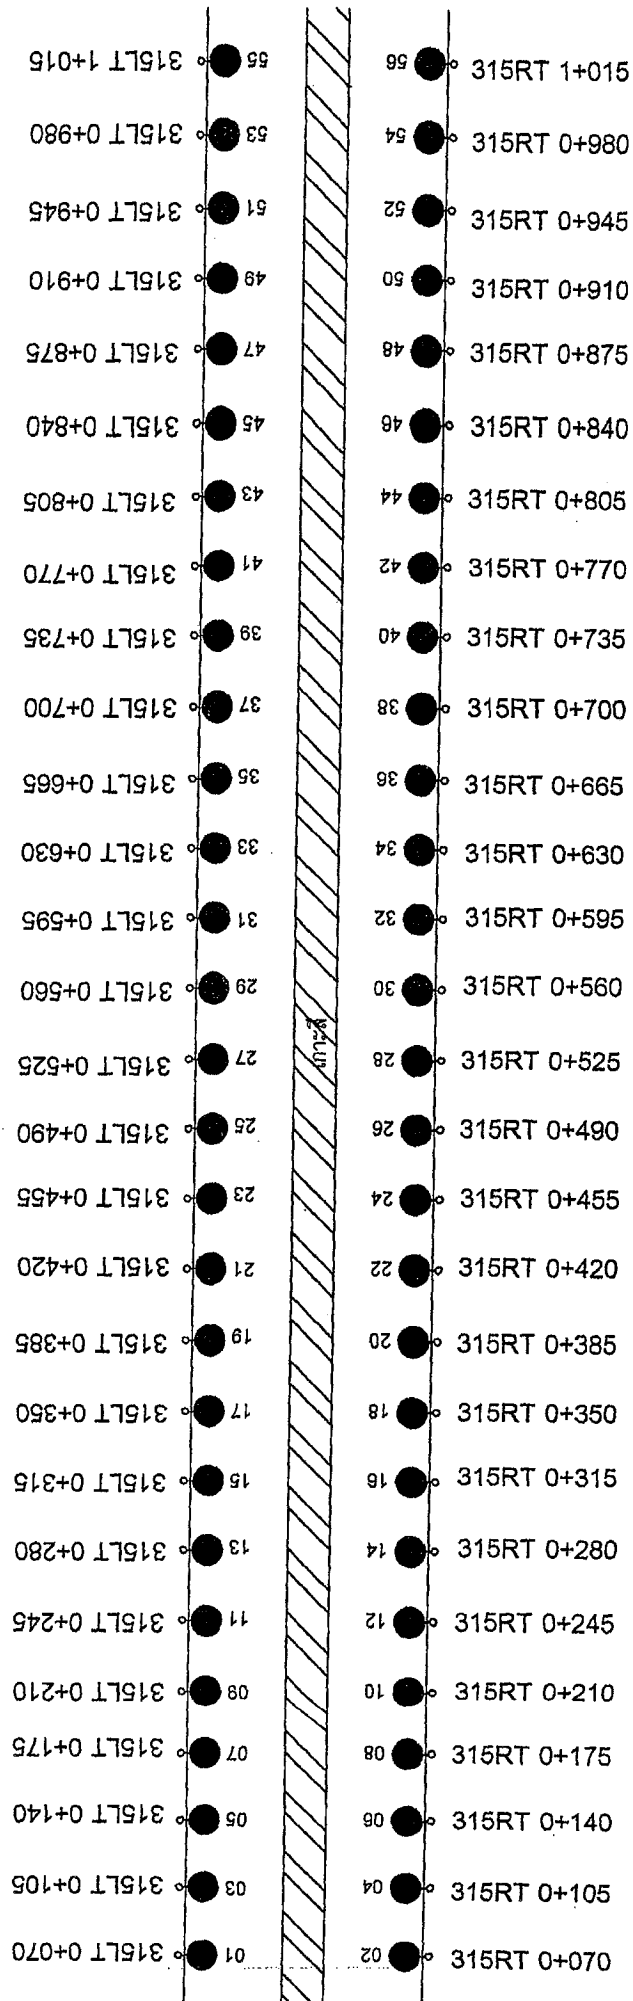 315LT 1+015 55 56 315RT 1+015
315LT 0+980 53 54 315RT 0+980
315LT 0+945 51 52 315RT 0+945
315LT 0+910 49 50 315RT 0+910
315LT 0+875 47 48 315RT 0+875
315LT 0+840 45 46 315RT 0+840
315LT 0+805 43 44 315RT 0+805
315LT 0+770 41 42 315RT 0+770
315LT 0+735 39 40 315RT 0+735
315LT 0+700 37 38 315RT 0+700
315LT 0+665 35 36 315RT 0+665
315LT 0+630 33 34 315RT 0+630
315LT 0+595 31 32 315RT 0+595
315LT 0+560 29 30 315RT 0+560
เกาะสี
315LT 0+525 27 28 315RT 0+525
315LT 0+490 25 26 315RT 0+490
315LT 0+455 23 24 315RT 0+455
315LT 0+420 21 22 315RT 0+420
315LT 0+385 19 20 315RT 0+385
315LT 0+350 17 18 315RT 0+350
315LT 0+315 15 16 315RT 0+315
315LT 0+280 13 14 315RT 0+280
315LT 0+245 11 12 315RT 0+245
315LT 0+210 09 10 315RT 0+210
315LT 0+175 07 08 315RT 0+175
315LT 0+140 05 06 315RT 0+140
315LT 0+105 03 04 315RT 0+105
315LT 0+070 01 02 315RT 0+070